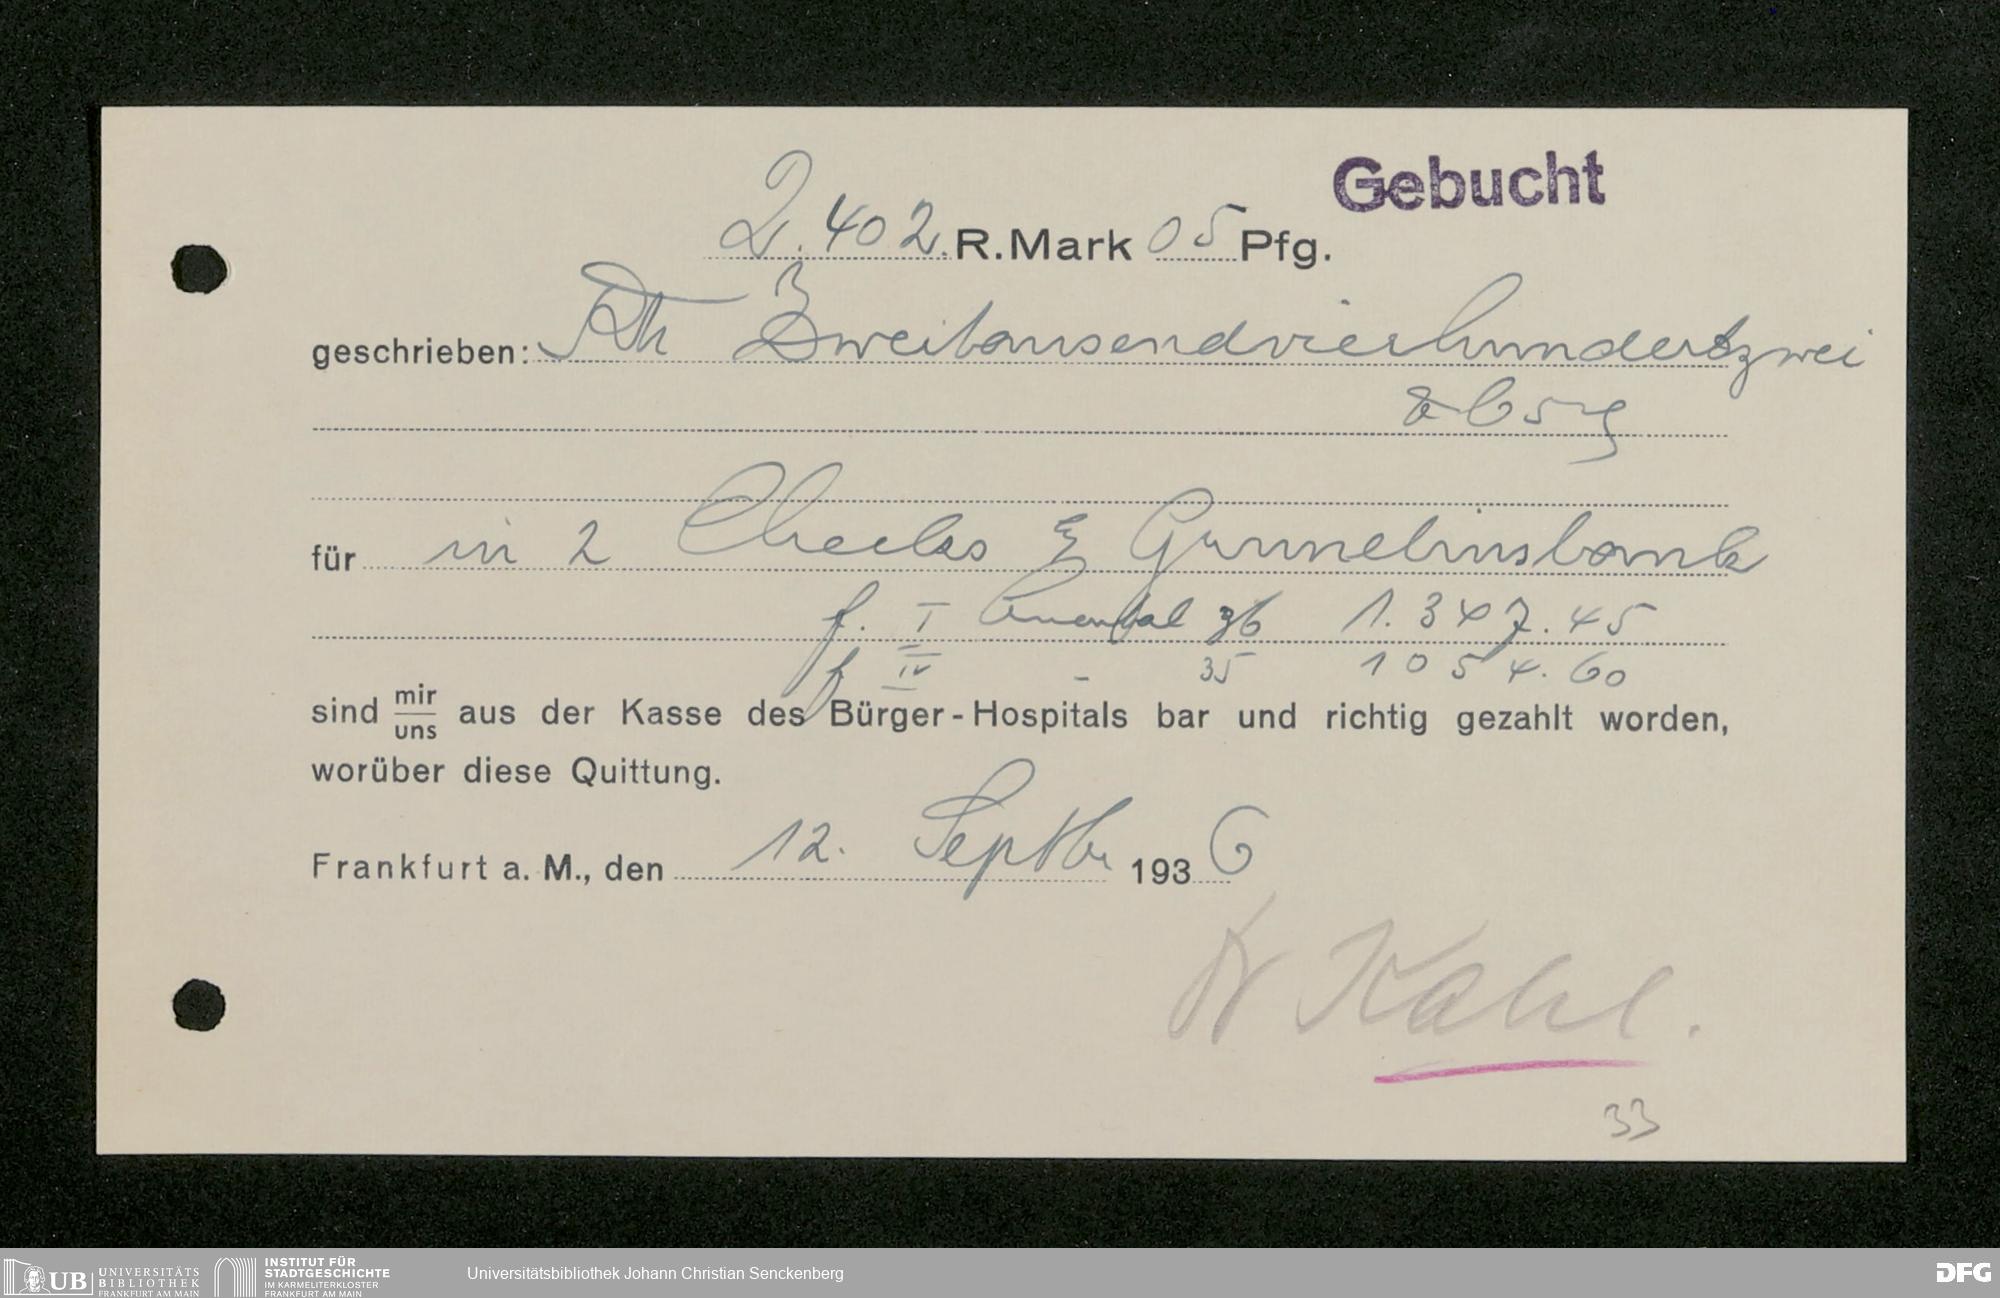 Gebucht
2.402. R.Mark 05 Pfg.
geschrieben: Zweitausendvierhundertzwei
für in 2 Checks
f. I 36 1.347.45
f IV - 35 1054.60
sind mir/uns aus der Kasse des Bürger-Hospitals bar und richtig gezahlt worden,
worüber diese Quittung.
Frankfurt a. M., den 12. Septbr 1936
Dr Kahl.
33
UB UNIVERSITÄTS BIBLIOTHEK FRANKFURT AM MAIN
INSTITUT FÜR STADTGESCHICHTE IM KARMELITERKLOSTER FRANKFURT AM MAIN
Universitätsbibliothek Johann Christian Senckenberg
DFG